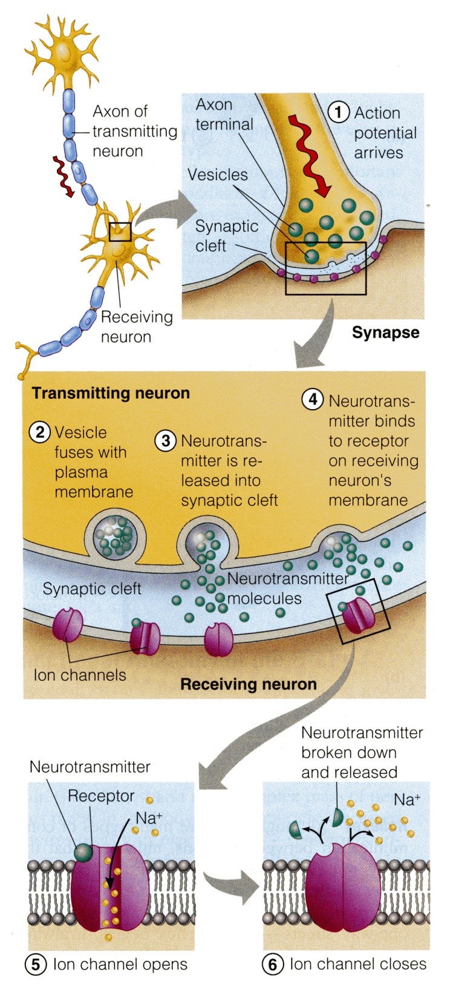 Axon of
transmitting
neuron
Receiving
neuron
Axon
terminal
Vesicles
Synaptic
cleft
1 Action
potential
arrives
Synapse
Transmitting neuron
2 Vesicle
fuses with
plasma
membrane
3 Neurotrans-
mitter is re-
leased into
synaptic cleft
4 Neurotrans-
mitter binds
to receptor
on receiving
neuron's
membrane
Synaptic cleft
Neurotransmitter
molecules
Ion channels
Receiving neuron
Neurotransmitter
Receptor
Na⁺
5 Ion channel opens
Neurotransmitter
broken down
and released
Na⁺
6 Ion channel closes